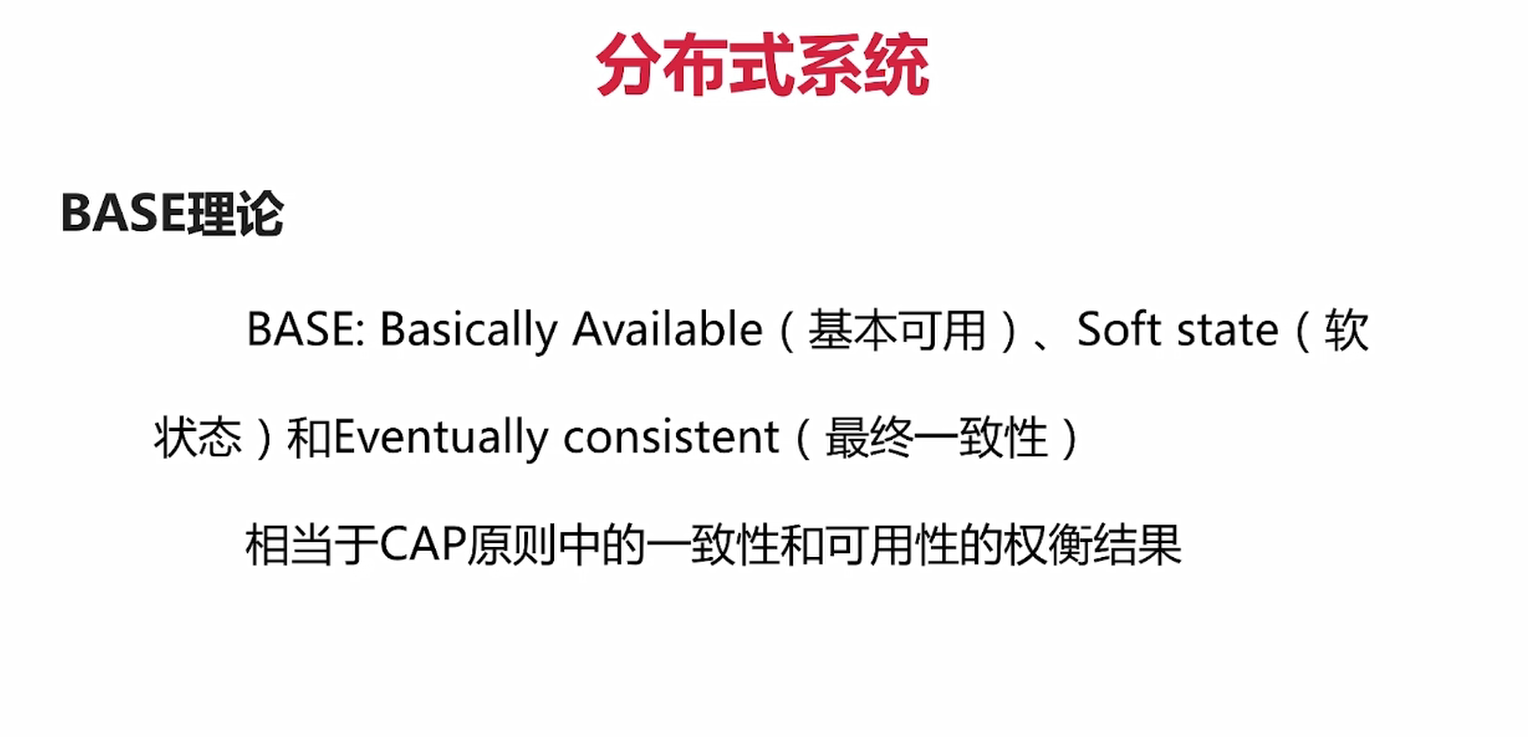 分布式系统
BASE理论
BASE: Basically Available（基本可用）、Soft state（软
状态）和Eventually consistent（最终一致性）
相当于CAP原则中的一致性和可用性的权衡结果